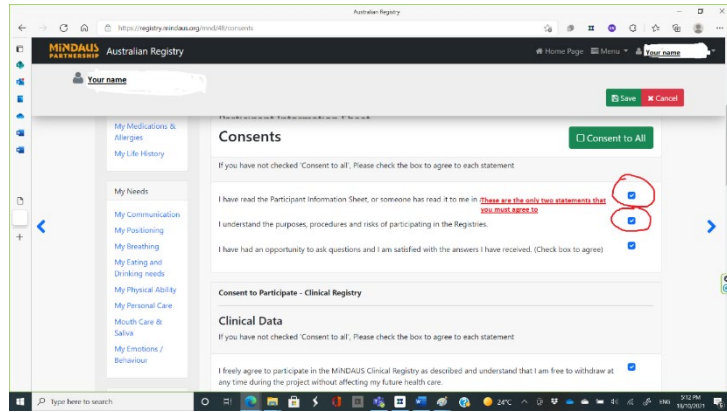 Australian Registry
https://registry.mindaus.org/mnd/48/consents
MiNDAUS
PARTNERSHIP
Australian Registry
Home Page
Menu
Your name
Your name
Save
Cancel
Participant Information Sheet
My Medications &
Allergies
My Life History
My Needs
My Communication
My Positioning
My Breathing
My Eating and
Drinking needs
My Physical Ability
My Personal Care
Mouth Care &
Saliva
My Emotions /
Behaviour
Consents
Consent to All
If you have not checked 'Consent to all', Please check the box to agree to each statement
I have read the Participant Information Sheet, or someone has read it to me in
These are the only two statements that
you must agree to
I understand the purposes, procedures and risks of participating in the Registries.
I have had an opportunity to ask questions and I am satisfied with the answers I have received. (Check box to agree)
Consent to Participate - Clinical Registry
Clinical Data
If you have not checked 'Consent to all', Please check the box to agree to each statement
I freely agree to participate in the MiNDAUS Clinical Registry as described and understand that I am free to withdraw at
any time during the project without affecting my future health care.
Type here to search
24°C
ENG
5:12 PM
18/10/2021